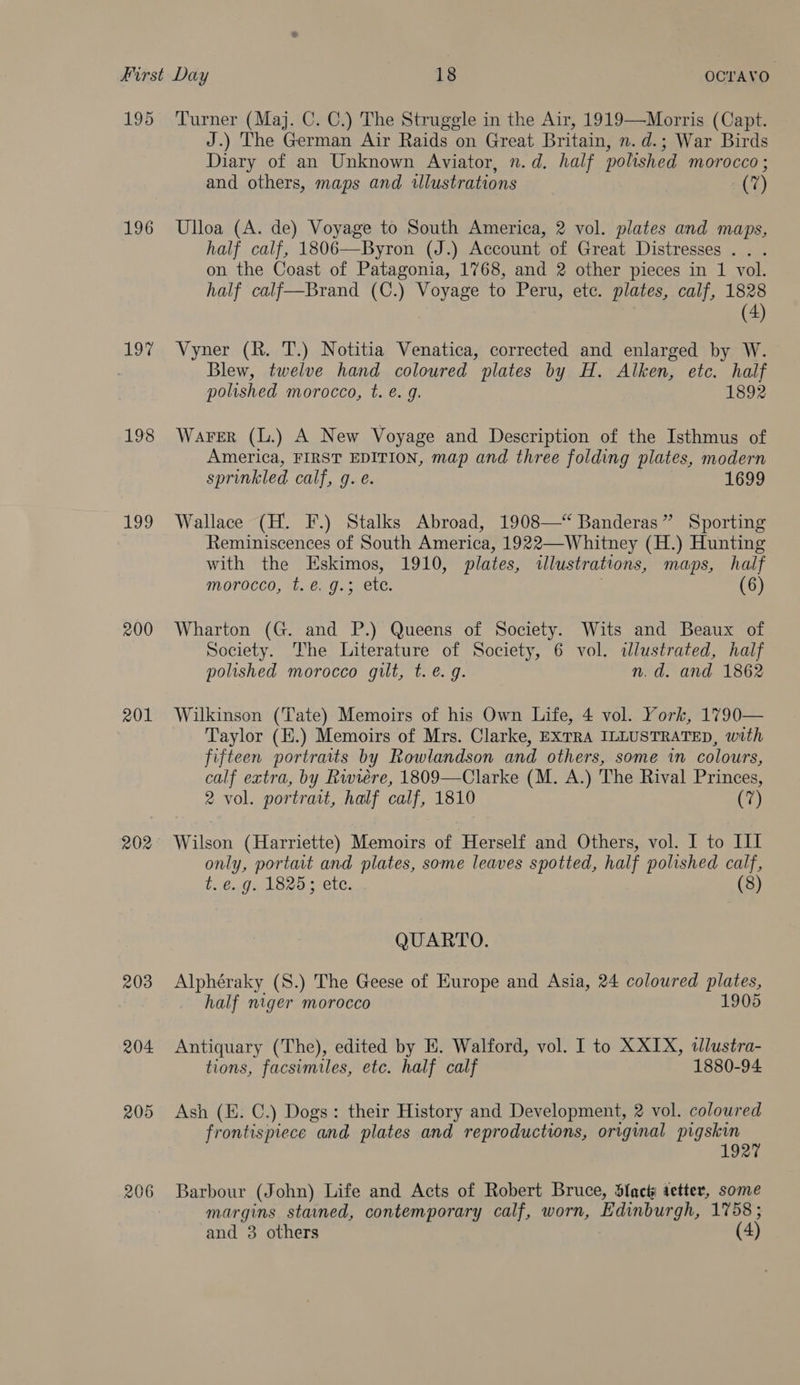 First Day 18 OCTAVO
195 Turner (Maj. C. C.) The Struggle in the Air, 1919—Morris (Capt.
J.) The German Air Raids on Great Britain, n. d.; War Birds
Diary of an Unknown Aviator, n. d. half polished morocco;
and others, maps and illustrations (7)
196 Ulloa (A. de) Voyage to South America, 2 vol. plates and maps,
half calf, 1806—Byron (J.) Account of Great Distresses . . .
on the Coast of Patagonia, 1768, and 2 other pieces in 1 vol.
half calf—Brand (C.) Voyage to Peru, etc. plates, calf, 1828
(4)
197 Vyner (R. T.) Notitia Venatica, corrected and enlarged by W.
Blew, twelve hand coloured plates by H. Alken, etc. half
polished morocco, t. e. g. 1892
198 WAFER (L.) A New Voyage and Description of the Isthmus of
America, FIRST EDITION, map and three folding plates, modern
sprinkled calf, g. e. 1699
199 Wallace (H. F.) Stalks Abroad, 1908—“ Banderas ” Sporting
Reminiscences of South America, 1922—Whitney (H.) Hunting
with the Eskimos, 1910, plates, illustrations, maps, half
morocco, t. e. g.; etc. (6)
200 Wharton (G. and P.) Queens of Society. Wits and Beaux of
Society. The Literature of Society, 6 vol. illustrated, half
polished morocco gilt, t. e. g. n. d. and 1862
201 Wilkinson (Tate) Memoirs of his Own Life, 4 vol. York, 1790—
Taylor (E.) Memoirs of Mrs. Clarke, EXTRA ILLUSTRATED, with
fifteen portraits by Rowlandson and others, some in colours,
calf extra, by Riviére, 1809—Clarke (M. A.) The Rival Princes,
2 vol. portrait, half calf, 1810 (7)
202 Wilson (Harriette) Memoirs of Herself and Others, vol. I to III
only, portait and plates, some leaves spotted, half polished calf,
t. e. g. 1825; etc. (8)
QUARTO.
203 Alphéraky (S.) The Geese of Europe and Asia, 24 coloured plates,
half niger morocco 1905
204 Antiquary (The), edited by E. Walford, vol. I to XXIX, illustra-
tions, facsimiles, etc. half calf 1880-94
205 Ash (E. C.) Dogs : their History and Development, 2 vol. coloured
frontispiece and plates and reproductions, original pigskin
1927
206 Barbour (John) Life and Acts of Robert Bruce, black letter, some
margins stained, contemporary calf, worn, Edinburgh, 1758;
and 3 others (4)